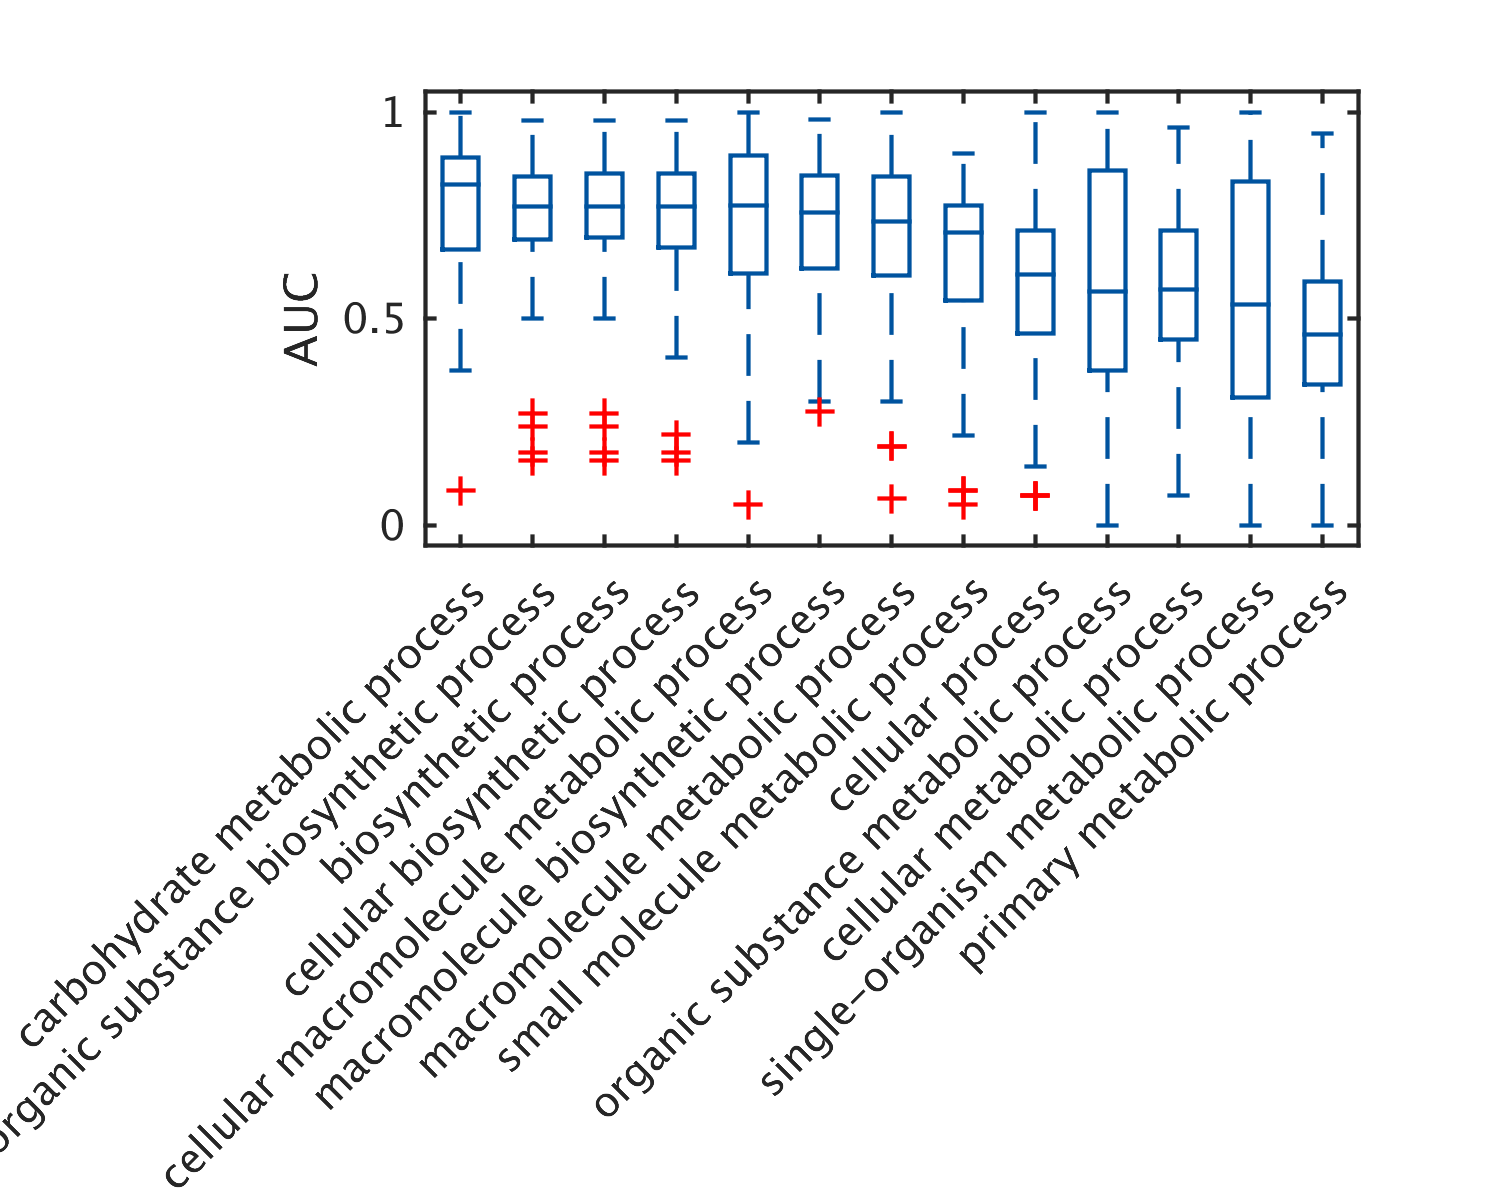 1
0.5
0
AUC
carbohydrate metabolic process
organic substance biosynthetic process
biosynthetic process
cellular biosynthetic process
cellular macromolecule metabolic process
macromolecule biosynthetic process
macromolecule metabolic process
small molecule metabolic process
cellular process
organic substance metabolic process
cellular metabolic process
single-organism metabolic process
primary metabolic process